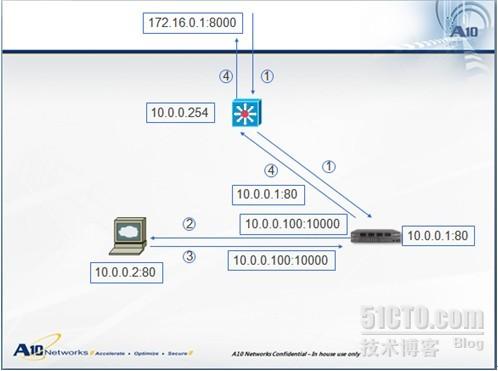 172.16.0.1:8000
A10
④
①
10.0.0.254
①
④
10.0.0.1:80
②
10.0.0.100:10000
10.0.0.1:80
③
10.0.0.100:10000
10.0.0.2:80
51CTO.com
技术博客 Blog
A10 Networks Accelerate • Optimize • Secure
A10 Networks Confidential – In house use only